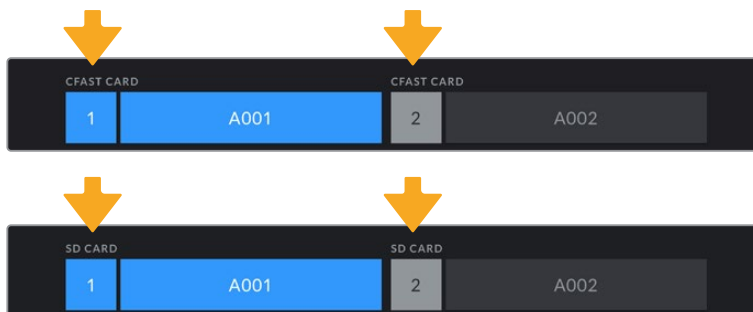 CFAST CARD CFAST CARD
1 A001 2 A002
SD CARD SD CARD
1 A001 2 A002